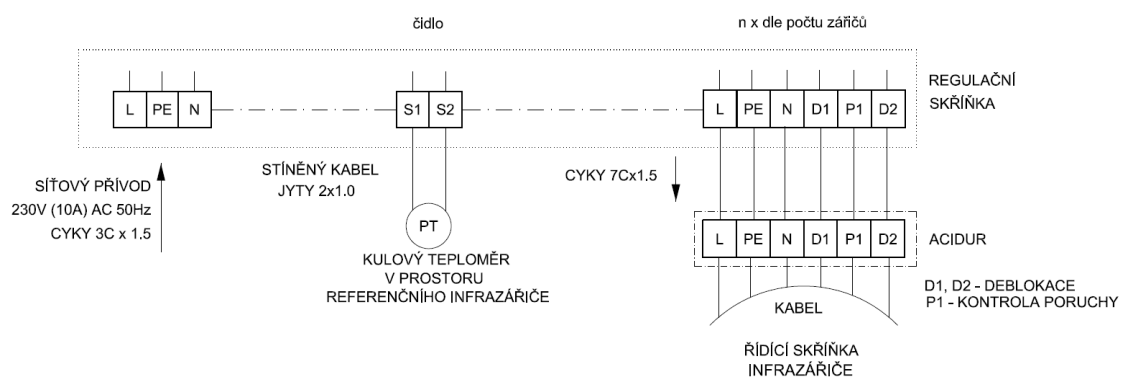 čidlo
n x dle počtu zářičů
REGULAČNÍ
SKŘÍŇKA
L PE N
S1 S2
L PE N D1 P1 D2
SÍŤOVÝ PŘÍVOD
230V (10A) AC 50Hz
CYKY 3C x 1.5
STÍNĚNÝ KABEL
JYTY 2x1.0
CYKY 7Cx1.5
PT
KULOVÝ TEPLOMĚR
V PROSTORU
REFERENČNÍHO INFRAZÁŘIČE
L PE N D1 P1 D2
ACIDUR
D1, D2 - DEBLOKACE
P1 - KONTROLA PORUCHY
KABEL
ŘÍDÍCÍ SKŘÍŇKA
INFRAZÁŘIČE